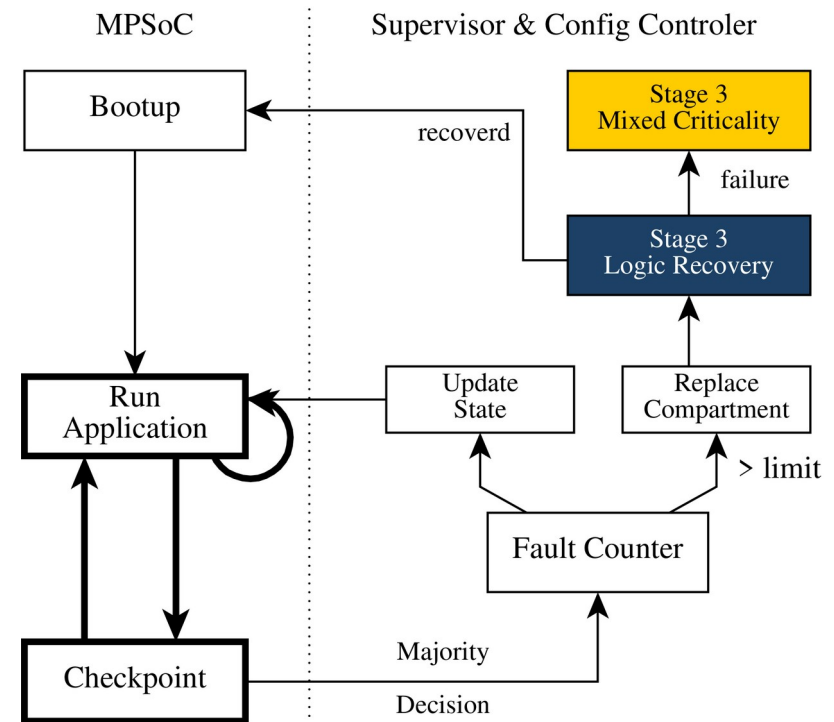 MPSoC
Supervisor & Config Controler
Bootup
recoverd
Stage 3
Mixed Criticality
failure
Stage 3
Logic Recovery
Run
Application
Update
State
Replace
Compartment
> limit
Fault Counter
Checkpoint
Majority
Decision